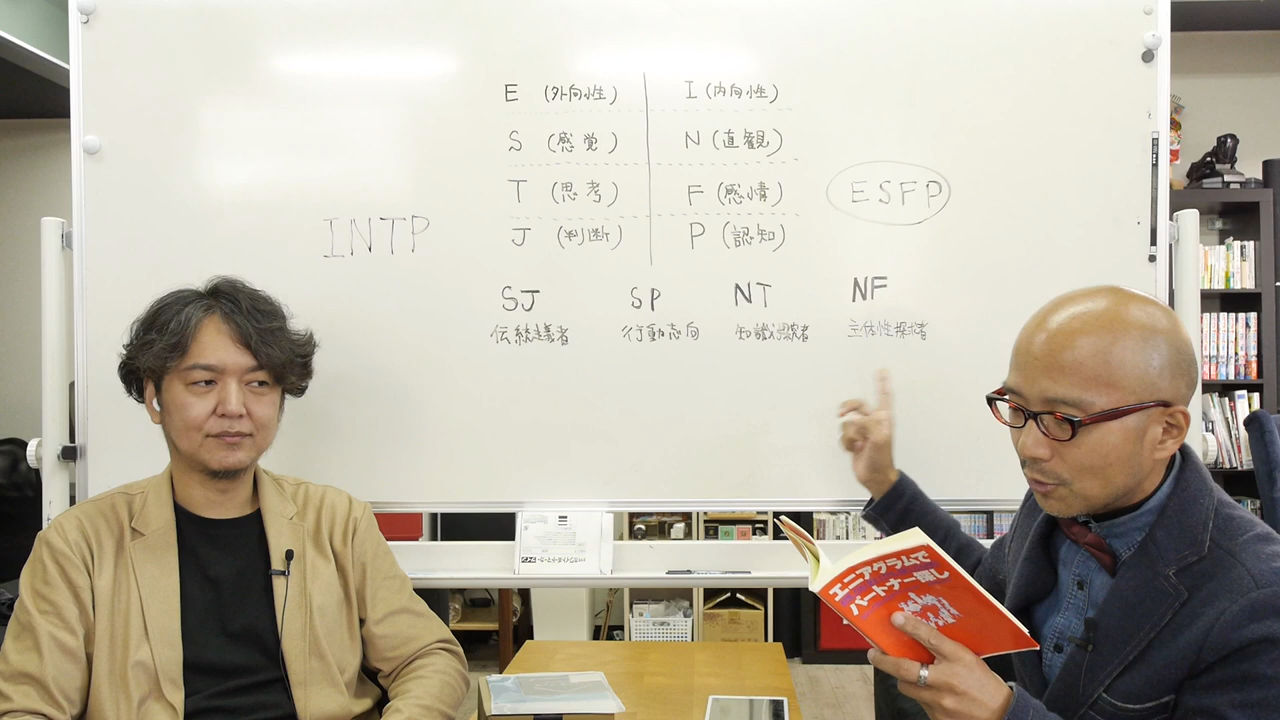 E (外向性) I (内向性)
S (感覚) N (直観)
T (思考) F (感情)
J (判断) P (認知)
INTP
ESFP
SJ SP NT NF
伝統主義者 行動志向 知識探求者 主体性探求者
エニアグラムで
パートナー探し